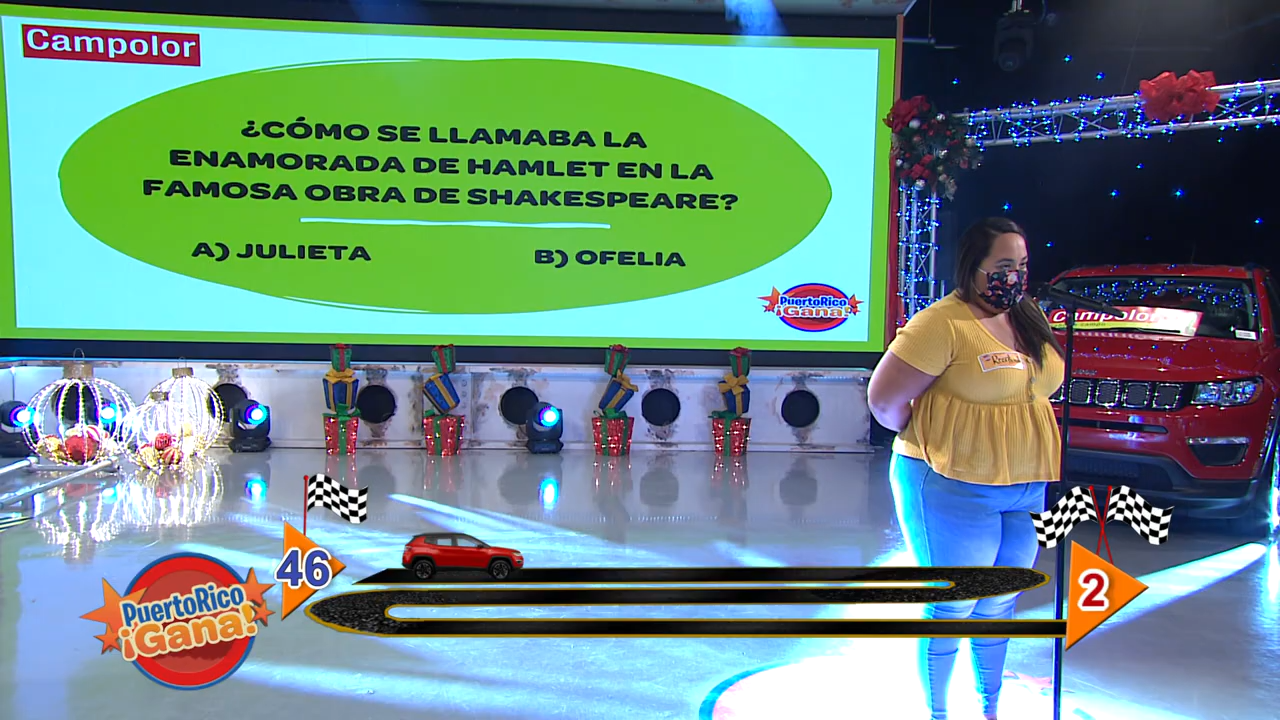 Campolor
¿CÓMO SE LLAMABA LA
ENAMORADA DE HAMLET EN LA
FAMOSA OBRA DE SHAKESPEARE?
A) JULIETA
B) OFELIA
PuertoRico
¡Gana!
Campolor
46
2
PuertoRico
¡Gana!